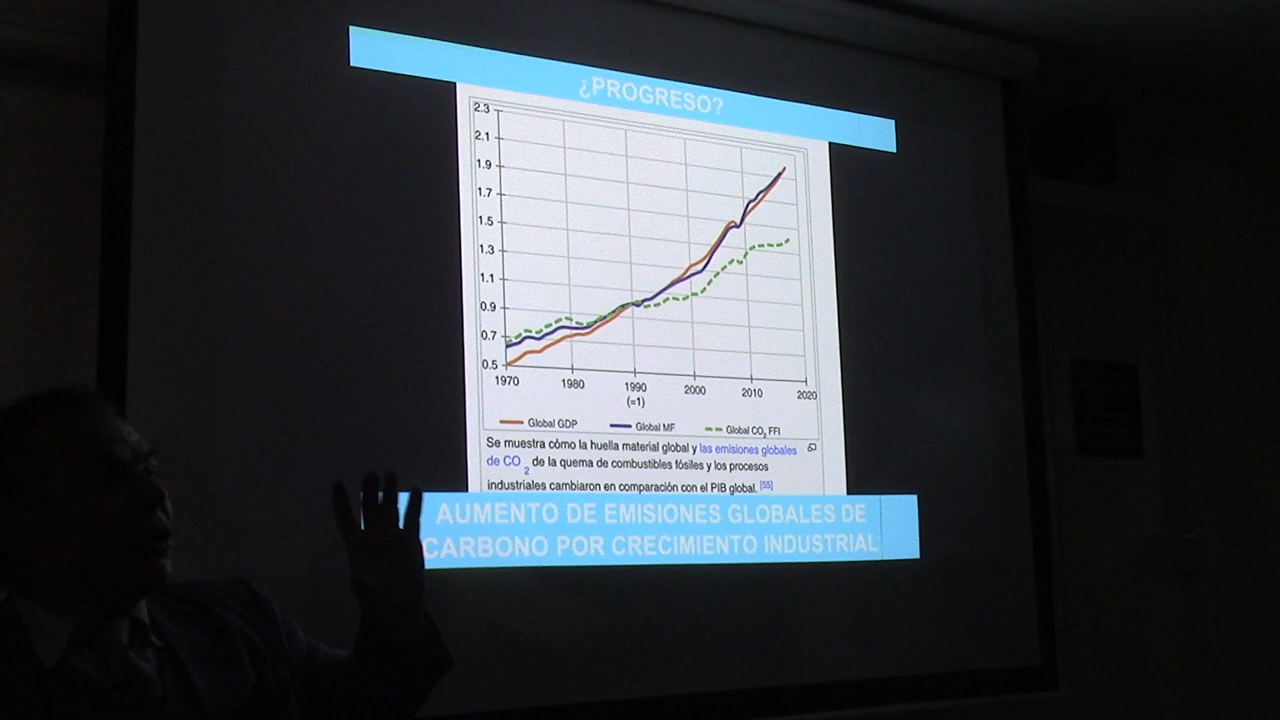 ¿PROGRESO?
2.3
2.1
1.9
1.7
1.5
1.3
1.1
0.9
0.7
0.5
1970 1980 1990 2000 2010 2020
(=1)
Global GDP Global MF Global CO2 FFI
Se muestra cómo la huella material global y las emisiones globales
de CO 2 de la quema de combustibles fósiles y los procesos
industriales cambiaron en comparación con el PIB global. [55]
AUMENTO DE EMISIONES GLOBALES DE
CARBONO POR CRECIMIENTO INDUSTRIAL